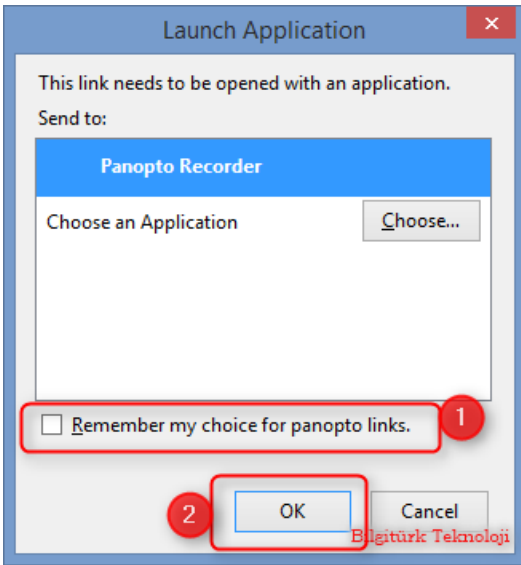 Launch Application
×
This link needs to be opened with an application.
Send to:
Panopto Recorder
Choose an Application
Choose...
Remember my choice for panopto links.
1
2
OK
Cancel
Bilgitürk Teknoloji